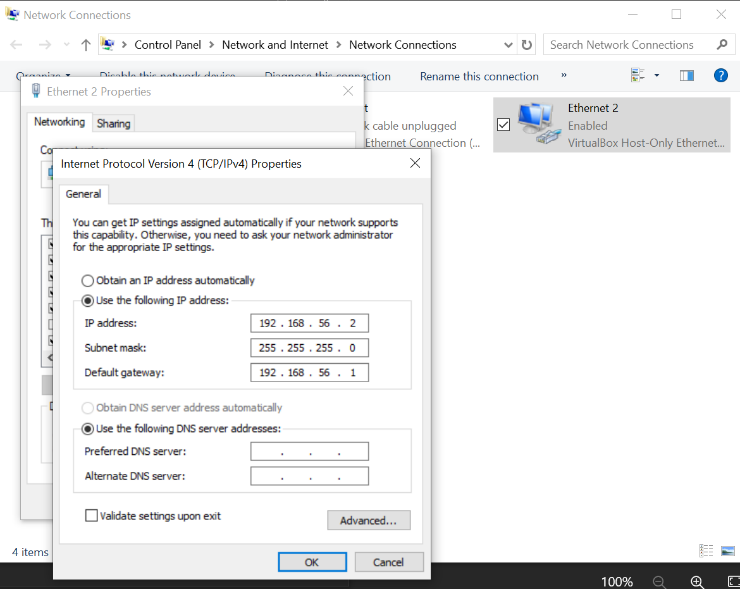 Network Connections
Control Panel
Network and Internet
Network Connections
Search Network Connections
Organize
Disable this network device
Diagnose this connection
Rename this connection
»
Ethernet 2 Properties
Networking
Sharing
cable unplugged
Ethernet Connection (...
Ethernet 2
Enabled
VirtualBox Host-Only Ethernet...
Internet Protocol Version 4 (TCP/IPv4) Properties
General
You can get IP settings assigned automatically if your network supports
this capability. Otherwise, you need to ask your network administrator
for the appropriate IP settings.
Obtain an IP address automatically
Use the following IP address:
IP address:
192 . 168 . 56 . 2
Subnet mask:
255 . 255 . 255 . 0
Default gateway:
192 . 168 . 56 . 1
Obtain DNS server address automatically
Use the following DNS server addresses:
Preferred DNS server:
. . .
Alternate DNS server:
. . .
Validate settings upon exit
Advanced...
OK
Cancel
4 items
100%